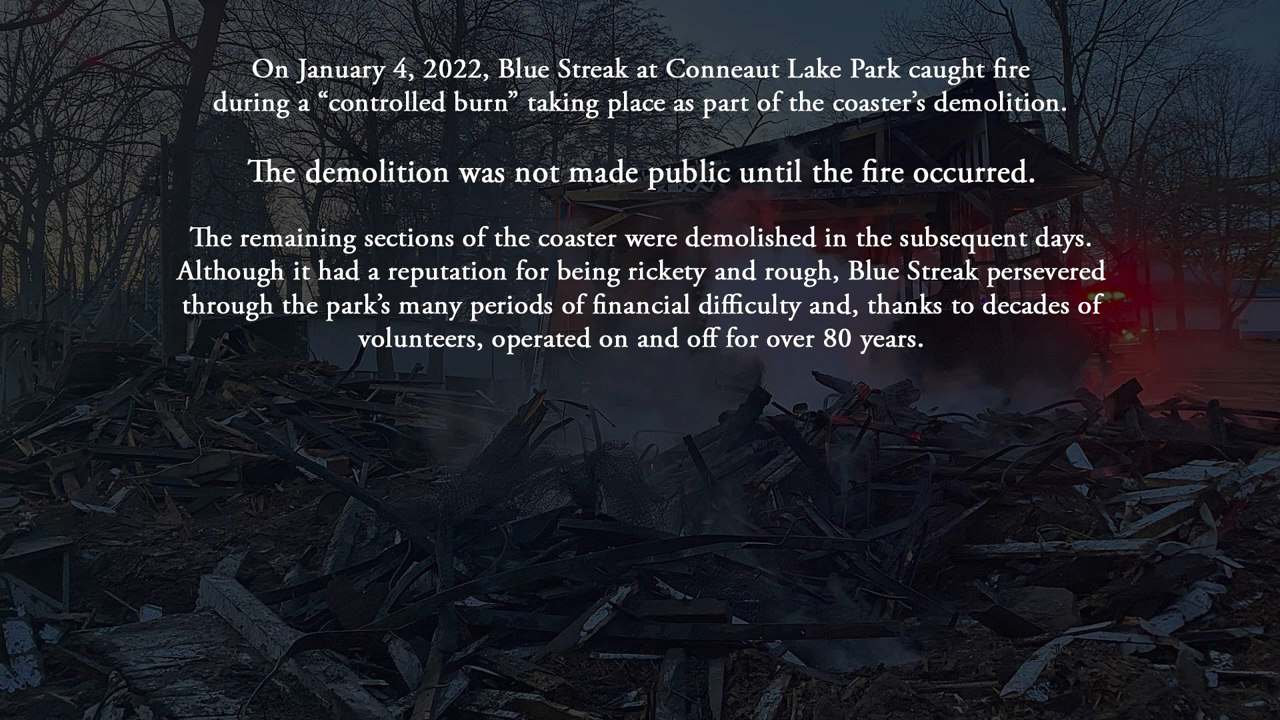 On January 4, 2022, Blue Streak at Conneaut Lake Park caught fire
during a “controlled burn” taking place as part of the coaster’s demolition.
The demolition was not made public until the fire occurred.
The remaining sections of the coaster were demolished in the subsequent days.
Although it had a reputation for being rickety and rough, Blue Streak persevered
through the park’s many periods of financial difficulty and, thanks to decades of
volunteers, operated on and off for over 80 years.